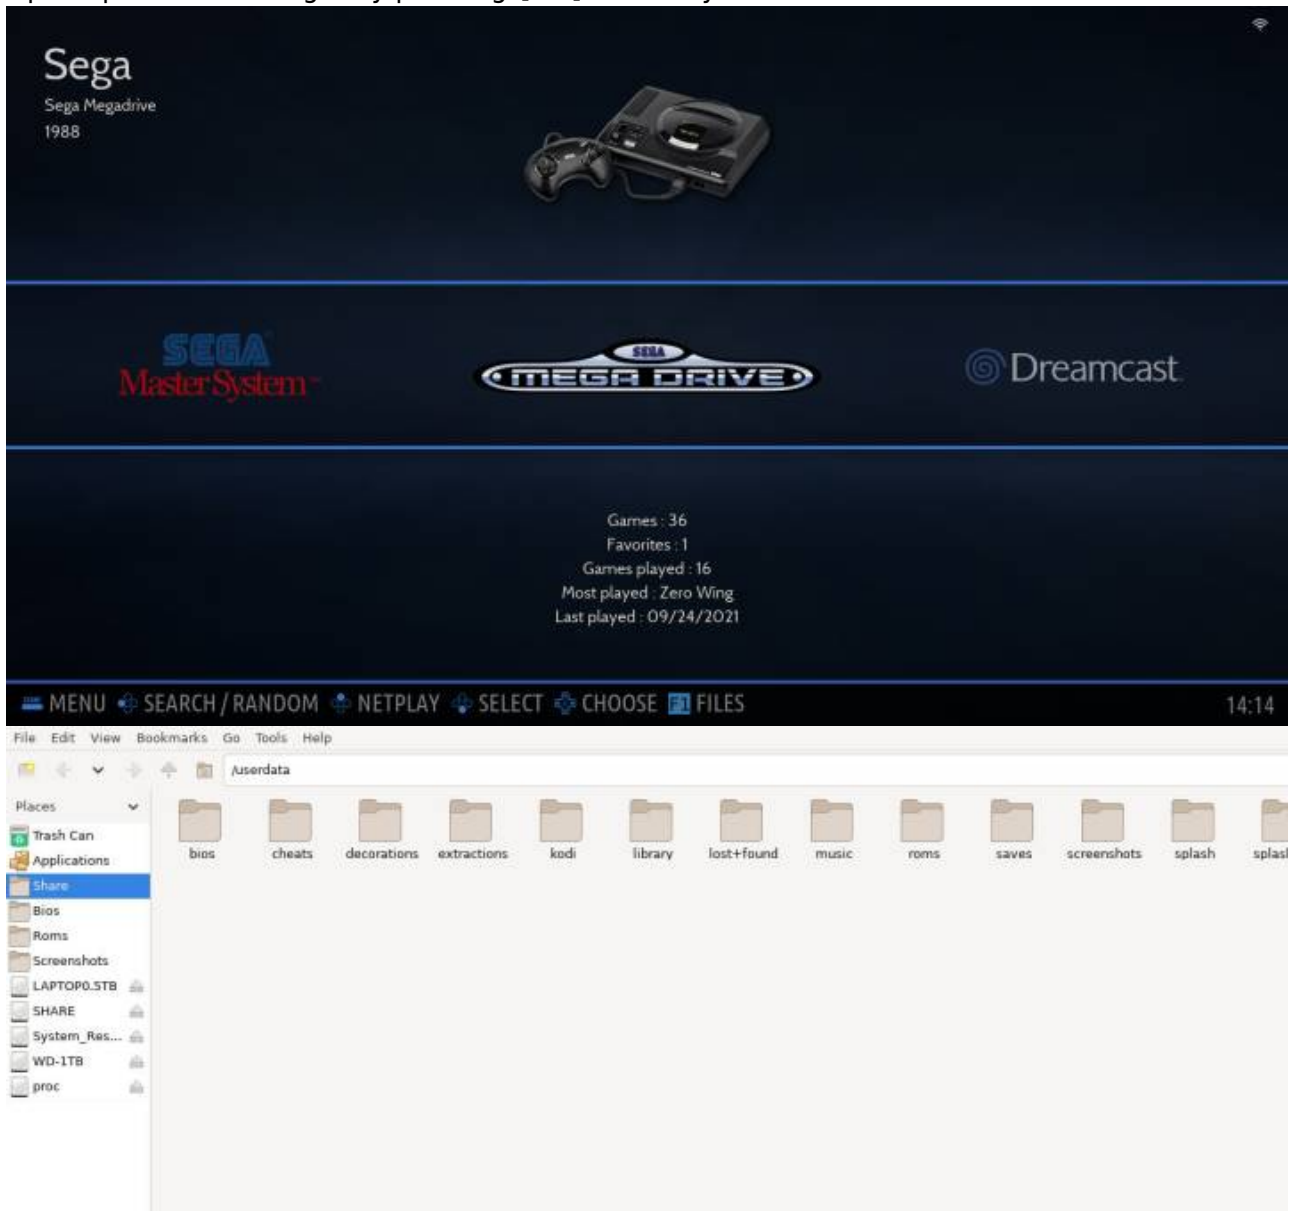 Sega
Sega Megadrive
1988
SEGA
Master System
SEGA
MEGA DRIVE
Dreamcast
Games : 36
Favorites : 1
Games played : 16
Most played : Zero Wing
Last played : 09/24/2021
MENU SEARCH / RANDOM NETPLAY SELECT CHOOSE F1 FILES 14:14
File Edit View Bookmarks Go Tools Help
/userdata
Places
Trash Can
Applications
Share
Bios
Roms
Screenshots
LAPTOP0.5TB
SHARE
System_Res...
WD-1TB
proc
bios cheats decorations extractions kodi library lost+found music roms saves screenshots splash splash